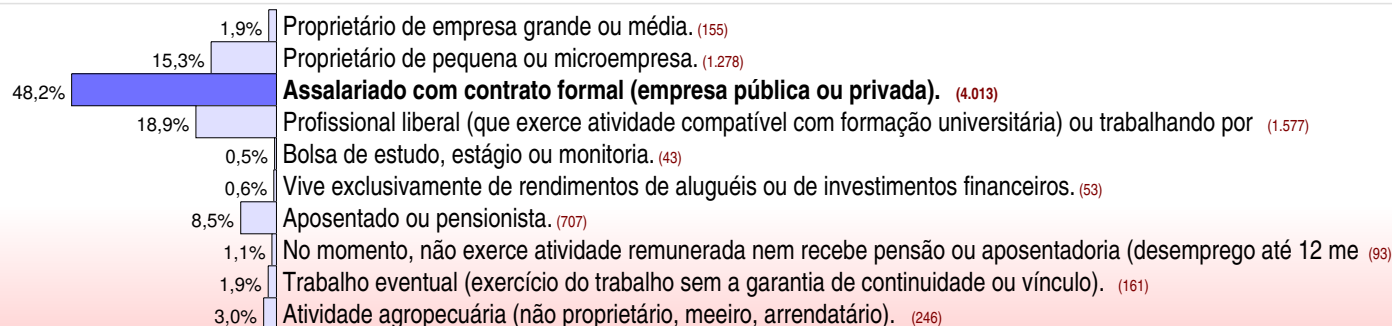 1,9% Proprietário de empresa grande ou média. (155)
15,3% Proprietário de pequena ou microempresa. (1.278)
48,2% Assalariado com contrato formal (empresa pública ou privada). (4.013)
18,9% Profissional liberal (que exerce atividade compatível com formação universitária) ou trabalhando por (1.577)
0,5% Bolsa de estudo, estágio ou monitoria. (43)
0,6% Vive exclusivamente de rendimentos de aluguéis ou de investimentos financeiros. (53)
8,5% Aposentado ou pensionista. (707)
1,1% No momento, não exerce atividade remunerada nem recebe pensão ou aposentadoria (desemprego até 12 me (93)
1,9% Trabalho eventual (exercício do trabalho sem a garantia de continuidade ou vínculo). (161)
3,0% Atividade agropecuária (não proprietário, meeiro, arrendatário). (246)